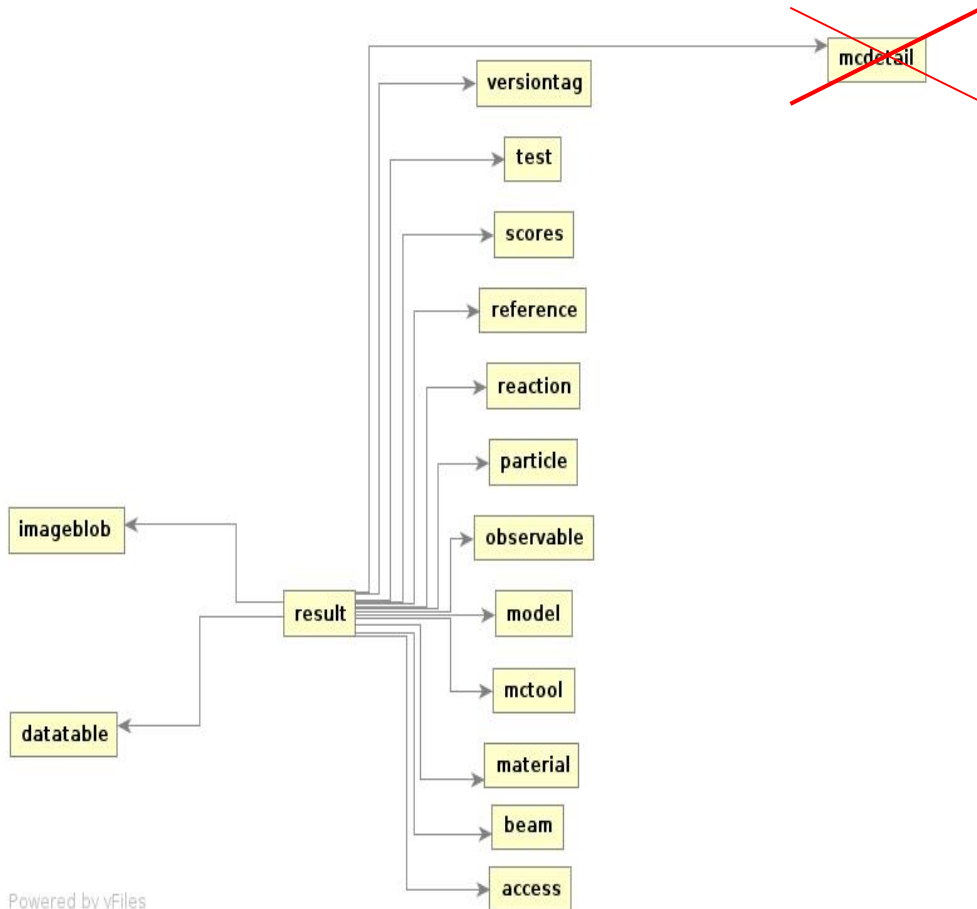 mcdetail
versiontag
test
scores
reference
reaction
particle
observable
imageblob
result
model
mctool
datatable
material
beam
access
Powered by yFiles